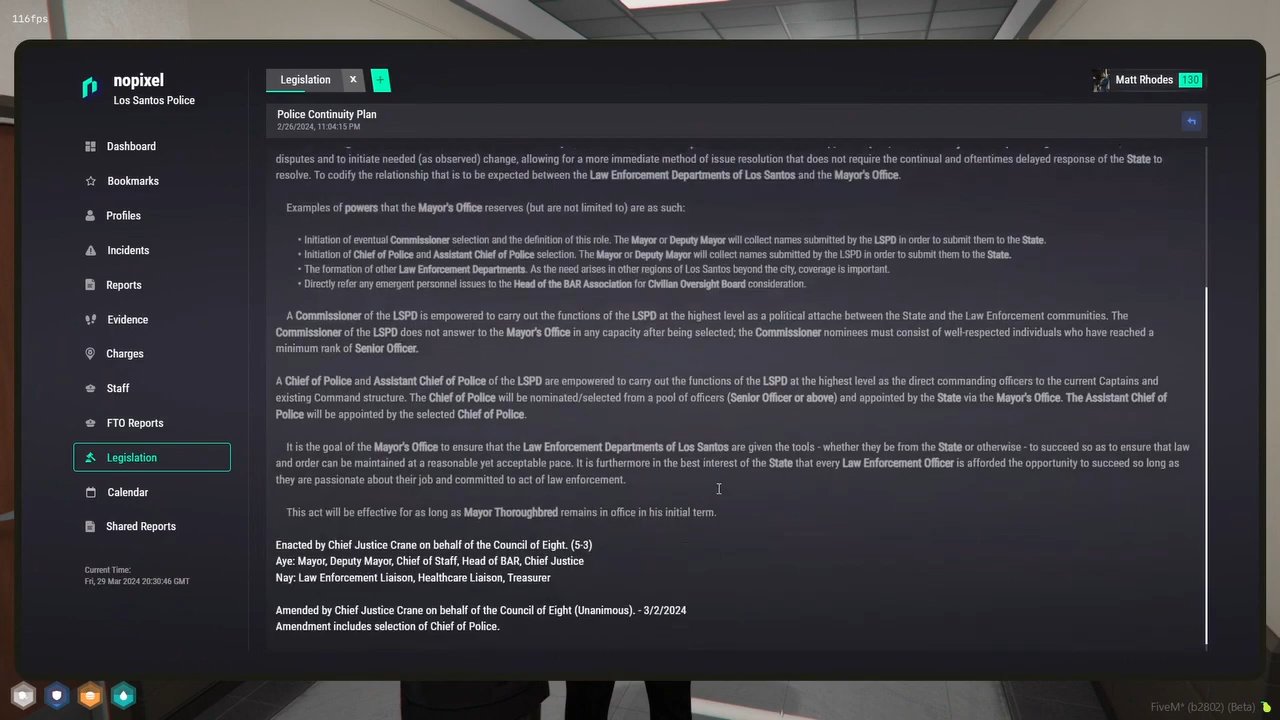 116fps
nopixel
Los Santos Police
Legislation
x
+
Matt Rhodes 130
Police Continuity Plan
2/26/2024, 11:04:15 PM
Dashboard
Bookmarks
Profiles
Incidents
Reports
Evidence
Charges
Staff
FTO Reports
Legislation
Calendar
Shared Reports
Current Time:
Fri, 29 Mar 2024 20:30:46 GMT
disputes and to initiate needed (as observed) change, allowing for a more immediate method of issue resolution that does not require the continual and oftentimes delayed response of the State to
resolve. To codify the relationship that is to be expected between the Law Enforcement Departments of Los Santos and the Mayor's Office.
Examples of powers that the Mayor's Office reserves (but are not limited to) are as such:
• Initiation of eventual Commissioner selection and the definition of this role. The Mayor or Deputy Mayor will collect names submitted by the LSPD in order to submit them to the State.
• Initiation of Chief of Police and Assistant Chief of Police selection. The Mayor or Deputy Mayor will collect names submitted by the LSPD in order to submit them to the State.
• The formation of other Law Enforcement Departments. As the need arises in other regions of Los Santos beyond the city, coverage is important.
• Directly refer any emergent personnel issues to the Head of the BAR Association for Civilian Oversight Board consideration.
A Commissioner of the LSPD is empowered to carry out the functions of the LSPD at the highest level as a political attache between the State and the Law Enforcement communities. The
Commissioner of the LSPD does not answer to the Mayor's Office in any capacity after being selected; the Commissioner nominees must consist of well-respected individuals who have reached a
minimum rank of Senior Officer.
A Chief of Police and Assistant Chief of Police of the LSPD are empowered to carry out the functions of the LSPD at the highest level as the direct commanding officers to the current Captains and
existing Command structure. The Chief of Police will be nominated/selected from a pool of officers (Senior Officer or above) and appointed by the State via the Mayor's Office. The Assistant Chief of
Police will be appointed by the selected Chief of Police.
It is the goal of the Mayor's Office to ensure that the Law Enforcement Departments of Los Santos are given the tools - whether they be from the State or otherwise - to succeed so as to ensure that law
and order can be maintained at a reasonable yet acceptable pace. It is furthermore in the best interest of the State that every Law Enforcement Officer is afforded the opportunity to succeed so long as
they are passionate about their job and committed to act of law enforcement.
This act will be effective for as long as Mayor Thoroughbred remains in office in his initial term.
Enacted by Chief Justice Crane on behalf of the Council of Eight. (5-3)
Aye: Mayor, Deputy Mayor, Chief of Staff, Head of BAR, Chief Justice
Nay: Law Enforcement Liaison, Healthcare Liaison, Treasurer
Amended by Chief Justice Crane on behalf of the Council of Eight (Unanimous). - 3/2/2024
Amendment includes selection of Chief of Police.
FiveM* (b2802) (Beta)